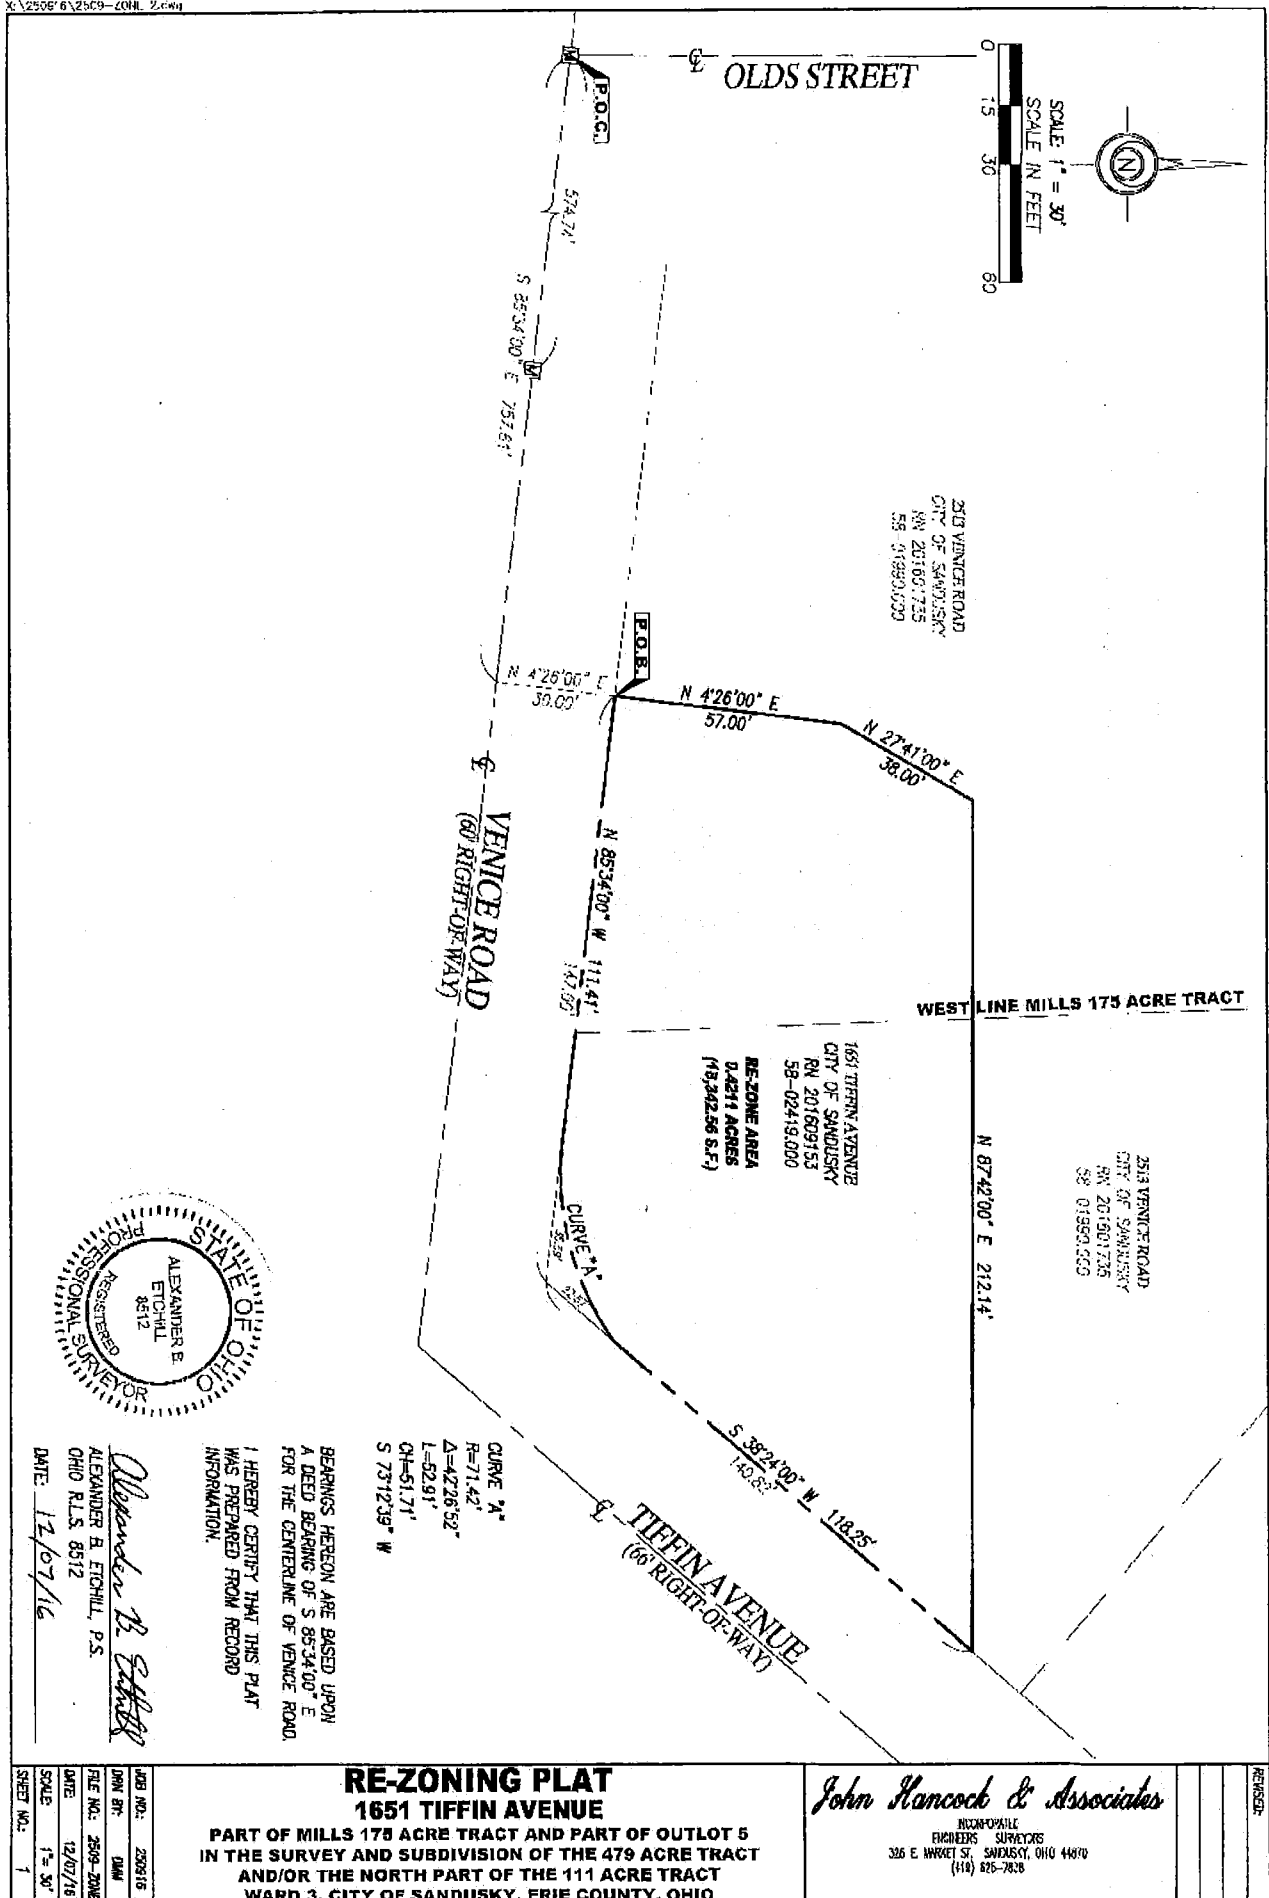 OLDS STREET
P.O.C.
0 15 30 60
SCALE: 1" = 30'
SCALE IN FEET
N
574.74'
S 85°34'00" E 757.61'
M
M
2513 VENICE ROAD
CITY OF SANDUSKY
RN 201601735
58-01990.000
P.O.B.
N 4°26'00" E
30.00'
N 4°26'00" E
57.00'
N 27°41'00" E
38.00'
N 85°34'00" W 111.41'
VENICE ROAD
(60' RIGHT-OF-WAY)
WEST LINE MILLS 175 ACRE TRACT
1651 TIFFIN AVENUE
CITY OF SANDUSKY
RN 201609153
58-02419.000
RE-ZONE AREA
0.4211 ACRES
(18,342.56 S.F.)
N 87°42'00" E 212.14'
2513 VENICE ROAD
CITY OF SANDUSKY
RN 201601735
58-01990.000
CURVE "A"
S 38°24'00" W 118.25'
140.82'
TIFFIN AVENUE
(66' RIGHT-OF-WAY)
CURVE "A"
R=71.42'
Δ=42°26'52"
L=52.91'
CH=51.71'
S 73°12'39" W
BEARINGS HEREON ARE BASED UPON
A DEED BEARING OF S 85°34'00" E
FOR THE CENTERLINE OF VENICE ROAD.
I HEREBY CERTIFY THAT THIS PLAT
WAS PREPARED FROM RECORD
INFORMATION.
Alexander B. Etchill
ALEXANDER B. ETCHILL, P.S.
OHIO R.L.S. 8512
DATE: 12/07/16
STATE OF OHIO
ALEXANDER B.
ETCHILL
8512
REGISTERED
PROFESSIONAL SURVEYOR
RE-ZONING PLAT
1651 TIFFIN AVENUE
PART OF MILLS 175 ACRE TRACT AND PART OF OUTLOT 5
IN THE SURVEY AND SUBDIVISION OF THE 479 ACRE TRACT
AND/OR THE NORTH PART OF THE 111 ACRE TRACT
WARD 3, CITY OF SANDUSKY, ERIE COUNTY, OHIO
John Hancock & Associates
INCORPORATED
ENGINEERS SURVEYORS
326 E. MARKET ST. SANDUSKY, OHIO 44870
(419) 625-7838
REVISED:
JOB NO.: 250916
DRN BY: DMM
FILE NO.: 2509-ZONE
DATE: 12/07/16
SCALE: 1"= 30'
SHEET NO.: 1